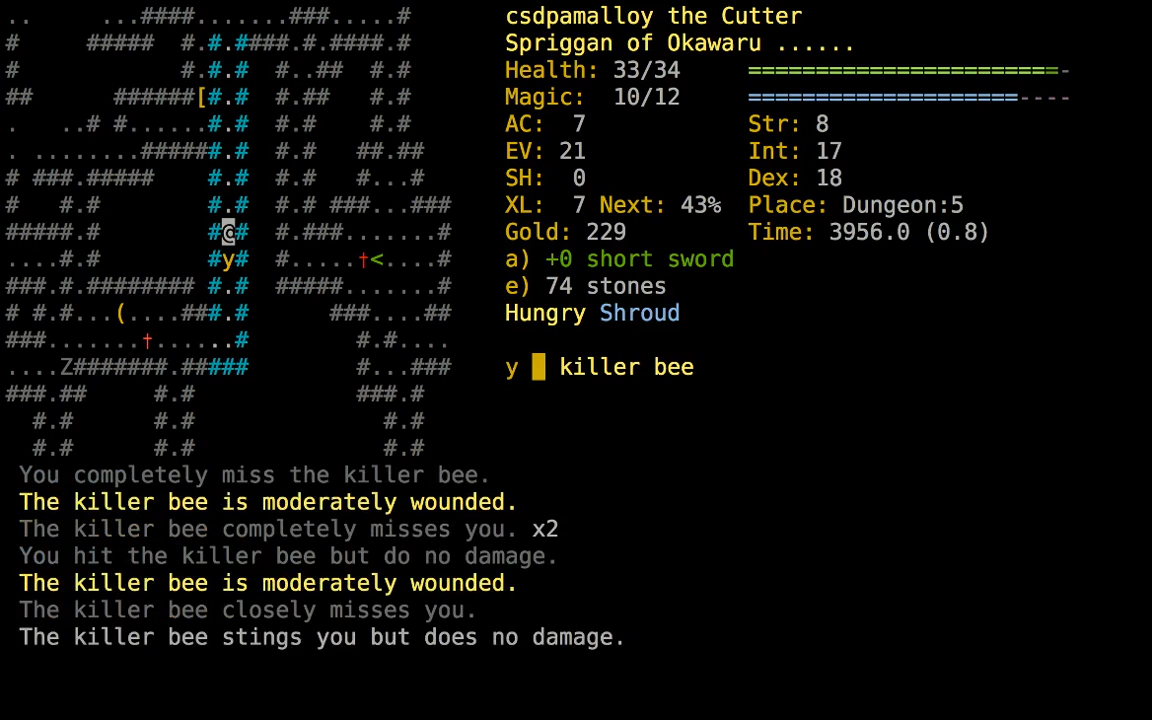 ..      ...####.......###.....#      csdpamalloy the Cutter
#     #####  #.#.####.#.####.#       Spriggan of Okawaru ......
#            #.#.#  #..##  #.#       Health: 33/34      =======================-
##      ######[#.#  #.##   #.#       Magic:  10/12      ====================----
.    ..# #......#.#  #.#    #.#       AC:  7             Str: 8
. ........######.#  #.#   ##.##      EV: 21             Int: 17
# ###.#####    #.#  #.#   #...#      SH:  0             Dex: 18
#   #.#        #.#  #.# ###...###    XL:  7 Next: 43%   Place: Dungeon:5
#####.#        #@#  #.###.......#    Gold: 229          Time: 3956.0 (0.8)
....#.#        #y#  #.....†<....#    a) +0 short sword
###.#.######## #.#  #####.......#    e) 74 stones
# #.#...(....###.#      ###....##    Hungry Shroud
###.......†......#        #.#....
....Z#######.#####        #...###    y █ killer bee
###.##     #.#            ###.#
  #.#      #.#              #.#
  #.#      #.#              #.#
You completely miss the killer bee.
The killer bee is moderately wounded.
The killer bee completely misses you. x2
You hit the killer bee but do no damage.
The killer bee is moderately wounded.
The killer bee closely misses you.
The killer bee stings you but does no damage.